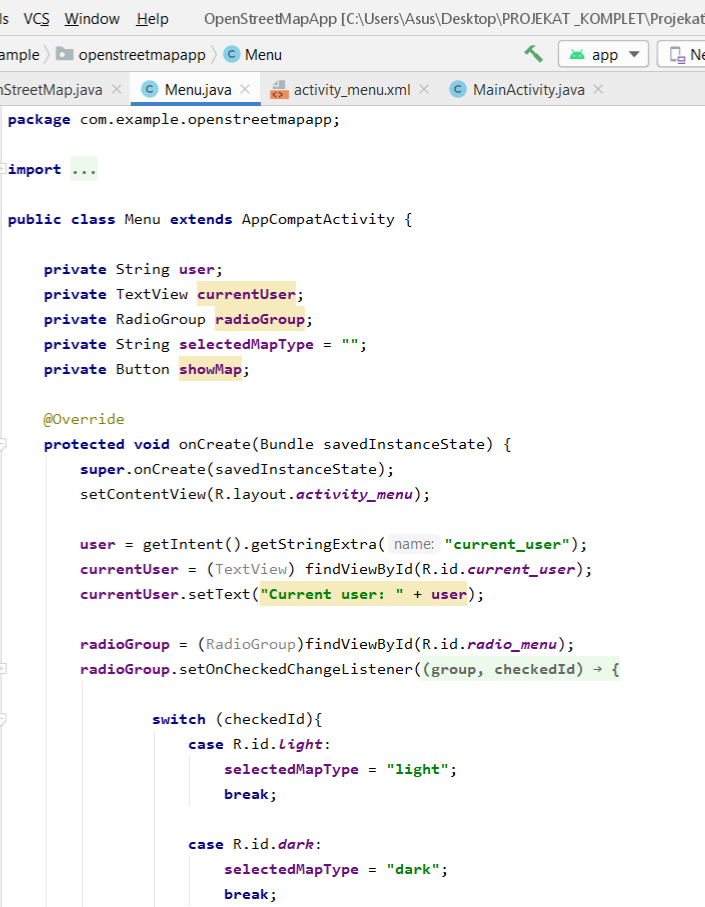 VCS Window Help OpenStreetMapApp [C:\Users\Asus\Desktop\PROJEKAT _KOMPLET\Projekat
ample openstreetmapapp Menu app
StreetMap.java Menu.java activity_menu.xml MainActivity.java
package com.example.openstreetmapapp;
import ...
public class Menu extends AppCompatActivity {
private String user;
private TextView currentUser;
private RadioGroup radioGroup;
private String selectedMapType = "";
private Button showMap;
@Override
protected void onCreate(Bundle savedInstanceState) {
super.onCreate(savedInstanceState);
setContentView(R.layout.activity_menu);
user = getIntent().getStringExtra( name: "current_user");
currentUser = (TextView) findViewById(R.id.current_user);
currentUser.setText("Current user: " + user);
radioGroup = (RadioGroup)findViewById(R.id.radio_menu);
radioGroup.setOnCheckedChangeListener((group, checkedId) → {
switch (checkedId){
case R.id.light:
selectedMapType = "light";
break;
case R.id.dark:
selectedMapType = "dark";
break;